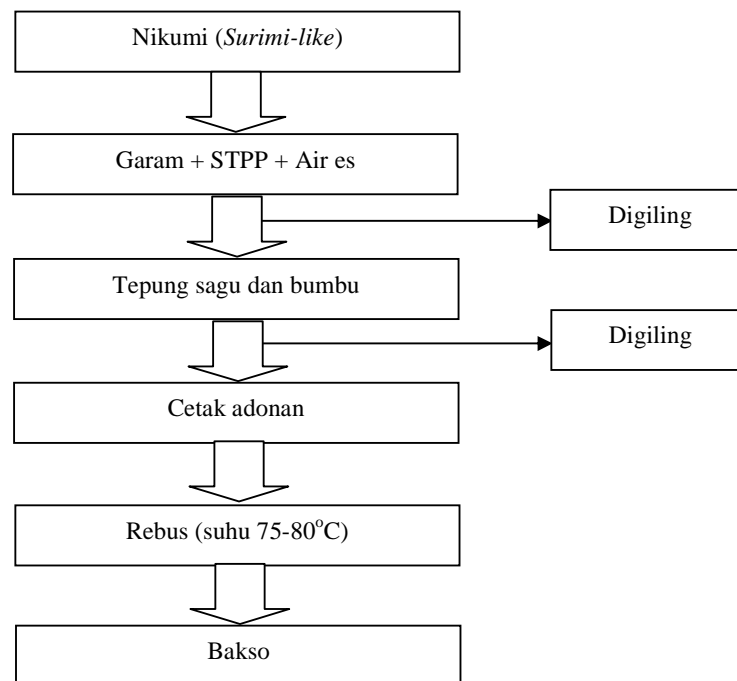 Nikumi (Surimi-like)
Garam + STPP + Air es
Digiling
Tepung sagu dan bumbu
Digiling
Cetak adonan
Rebus (suhu 75-80°C)
Bakso